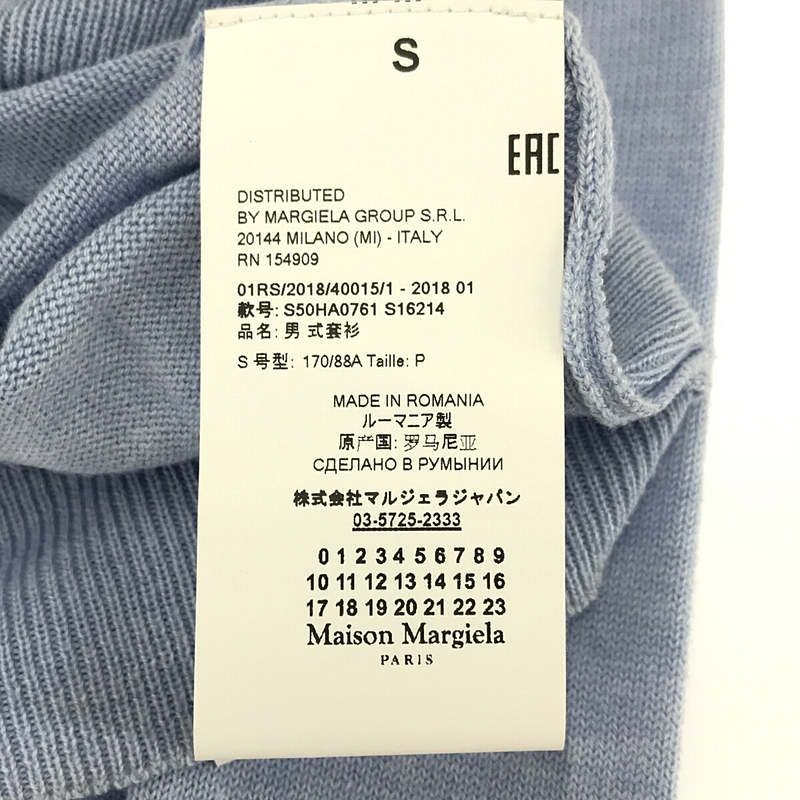 S
EAC
DISTRIBUTED
BY MARGIELA GROUP S.R.L.
20144 MILANO (MI) - ITALY
RN 154909
01RS/2018/40015/1 - 2018 01
款号: S50HA0761 S16214
品名: 男 式套衫
S 号型: 170/88A Taille: P
MADE IN ROMANIA
ルーマニア製
原产国: 罗马尼亚
СДЕЛАНО В РУМЫНИИ
株式会社マルジェラジャパン
03-5725-2333
0 1 2 3 4 5 6 7 8 9
10 11 12 13 14 15 16
17 18 19 20 21 22 23
Maison Margiela
PARIS